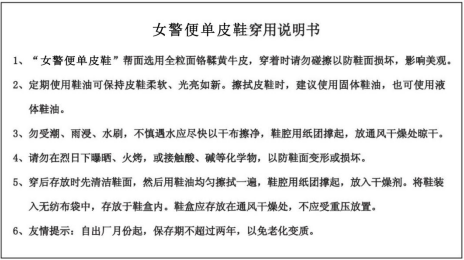 女警便单皮鞋穿用说明书
1、“女警便单皮鞋”帮面选用全粒面铬鞣黄牛皮，穿着时请勿碰擦以防鞋面损坏，影响美观。
2、定期使用鞋油可保持皮鞋柔软、光亮如新。擦拭皮鞋时，建议使用固体鞋油，也可使用液
体鞋油。
3、勿受潮、雨浸、水刷，不慎遇水应尽快以干布擦净，鞋腔用纸团撑起，放通风干燥处晾干。
4、请勿在烈日下曝晒、火烤，或接触酸、碱等化学物，以防鞋面变形或损坏。
5、穿后存放时先清洁鞋面，然后用鞋油均匀擦拭一遍，鞋腔用纸团撑起，放入干燥剂。将鞋装
入无纺布袋中，存放于鞋盒内。鞋盒应存放在通风干燥处，不应受重压放置。
6、友情提示：自出厂月份起，保存期不超过两年，以免老化变质。